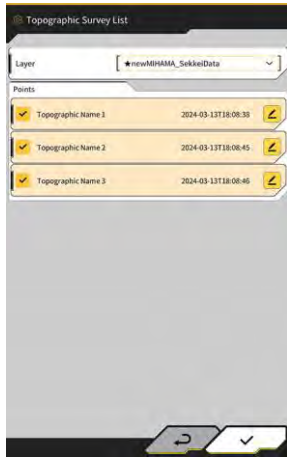 Topographic Survey List
Layer
★newMIHAMA_SekkeiData
Points
Topographic Name 1 2024-03-13T18:08:38
Topographic Name 2 2024-03-13T18:08:45
Topographic Name 3 2024-03-13T18:08:46